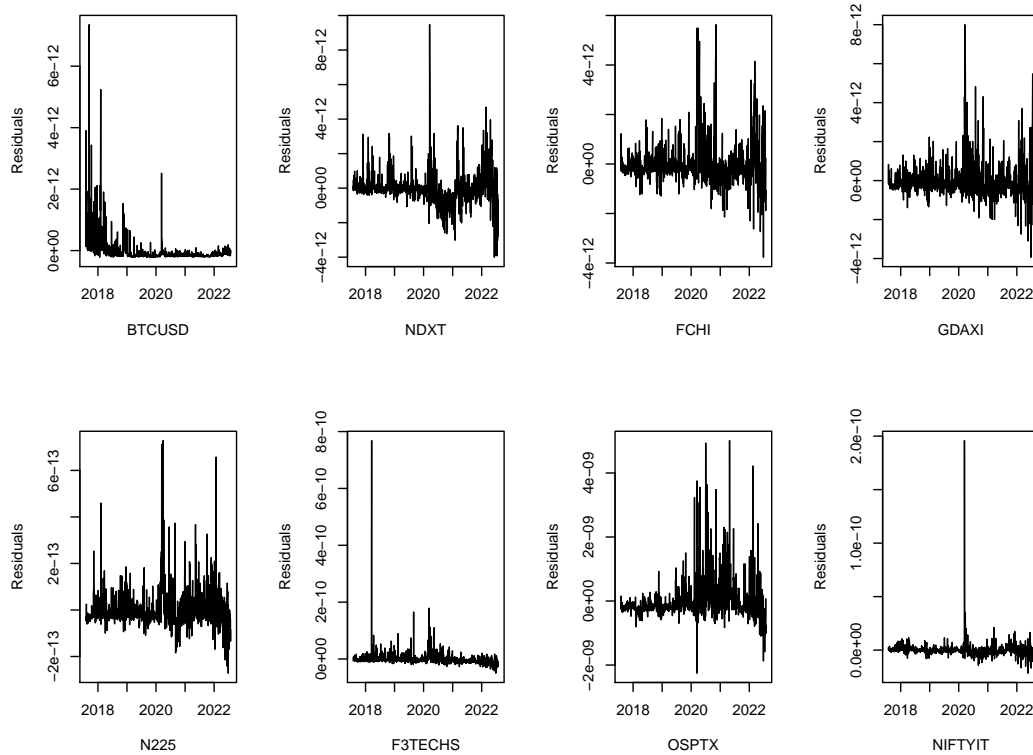 Residuals
0e+00 2e-12 4e-12 6e-12
2018 2020 2022
BTCUSD
Residuals
-4e-12 0e+00 4e-12 8e-12
2018 2020 2022
NDXT
Residuals
-4e-12 0e+00 4e-12
2018 2020 2022
FCHI
Residuals
-4e-12 0e+00 4e-12 8e-12
2018 2020 2022
GDAXI
Residuals
-2e-13 2e-13 6e-13
2018 2020 2022
N225
Residuals
0e+00 2e-10 4e-10 6e-10 8e-10
2018 2020 2022
F3TECHS
Residuals
-2e-09 0e+00 2e-09 4e-09
2018 2020 2022
OSPTX
Residuals
0.0e+00 1.0e-10 2.0e-10
2018 2020 2022
NIFTYIT